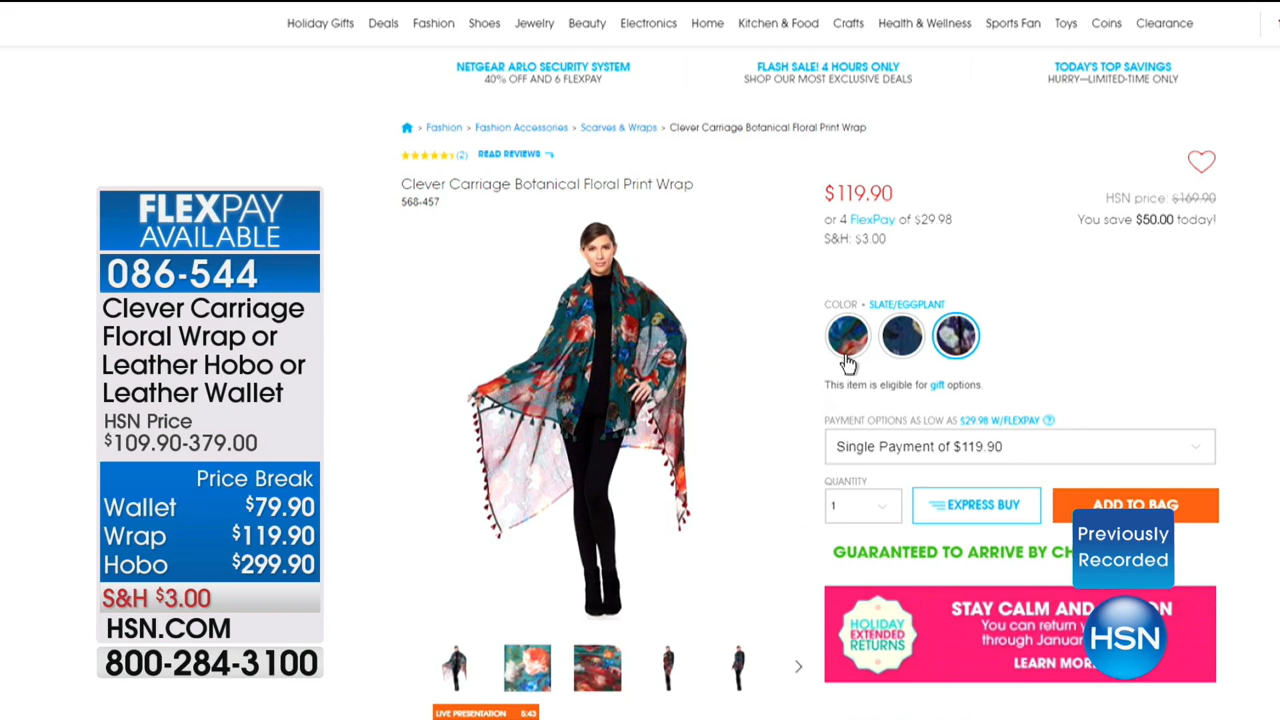 Holiday Gifts Deals Fashion Shoes Jewelry Beauty Electronics Home Kitchen & Food Crafts Health & Wellness Sports Fan Toys Coins Clearance
NETGEAR ARLO SECURITY SYSTEM
40% OFF AND 6 FLEXPAY
FLASH SALE! 4 HOURS ONLY
SHOP OUR MOST EXCLUSIVE DEALS
TODAY'S TOP SAVINGS
HURRY—LIMITED-TIME ONLY
> Fashion > Fashion Accessories > Scarves & Wraps > Clever Carriage Botanical Floral Print Wrap
(2) READ REVIEWS
Clever Carriage Botanical Floral Print Wrap
568-457
$119.90
or 4 FlexPay of $29.98
S&H: $3.00
HSN price: $169.90
You save $50.00 today!
COLOR • SLATE/EGGPLANT
This item is eligible for gift options.
PAYMENT OPTIONS AS LOW AS $29.98 W/FLEXPAY ?
Single Payment of $119.90
QUANTITY
1
EXPRESS BUY
ADD TO BAG
GUARANTEED TO ARRIVE BY
HOLIDAY
EXTENDED
RETURNS
STAY CALM AND
You can return
through
LEARN
Previously
Recorded
HSN
FLEXPAY
AVAILABLE
086-544
Clever Carriage
Floral Wrap or
Leather Hobo or
Leather Wallet
HSN Price
$109.90-379.00
Price Break
Wallet $79.90
Wrap $119.90
Hobo $299.90
S&H $3.00
HSN.COM
800-284-3100
LIVE PRESENTATION 5:43